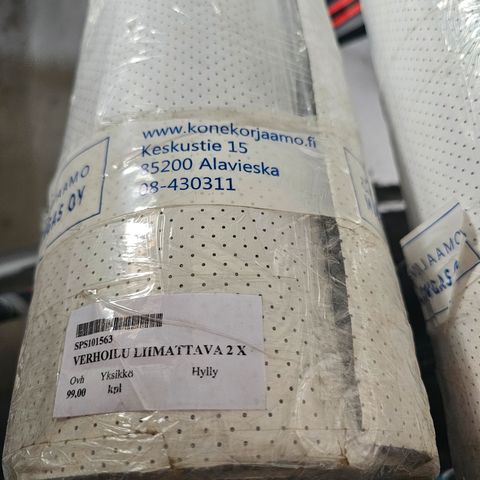 www.konekorjaamo.fi
Keskustie 15
85200 Alavieska
08-430311
SPS101563
VERHOILU LIIMATTAVA 2 X
Ovh Yksikkö Hylly
99,00 kpl